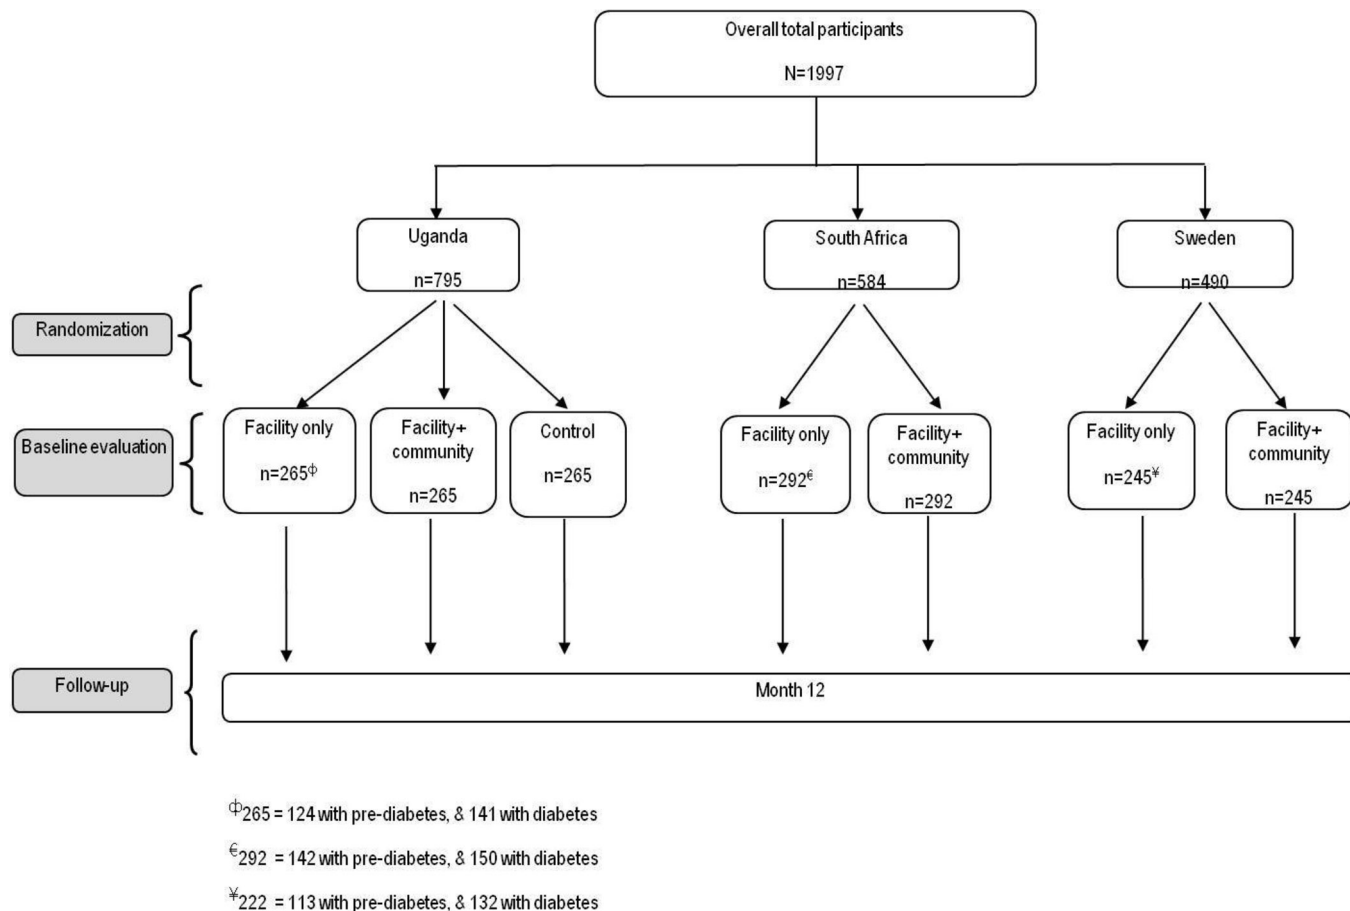 Overall total participants
N=1997
Uganda
n=795
South Africa
n=584
Sweden
n=490
Randomization
Baseline evaluation
Facility only
n=265ϕ
Facility+
community
n=265
Control
n=265
Facility only
n=292€
Facility+
community
n=292
Facility only
n=245¥
Facility+
community
n=245
Follow-up
Month 12
ϕ265 = 124 with pre-diabetes, & 141 with diabetes
€292 = 142 with pre-diabetes, & 150 with diabetes
¥222 = 113 with pre-diabetes, & 132 with diabetes